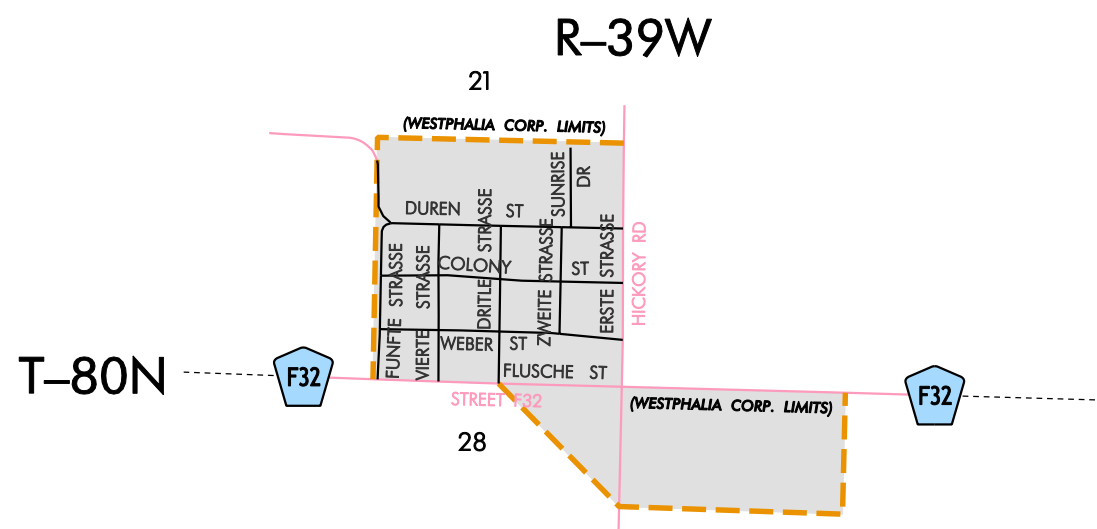 R–39W
21
(WESTPHALIA CORP. LIMITS)
SUNRISE DR
DUREN ST
FUNFTE STRASSE
VIERTE STRASSE
DRITLE STRASSE
ZWEITE STRASSE
ERSTE STRASSE
HICKORY RD
COLONY ST
WEBER ST
FLUSCHE ST
T–80N
F32
F32
STREET F32
(WESTPHALIA CORP. LIMITS)
28